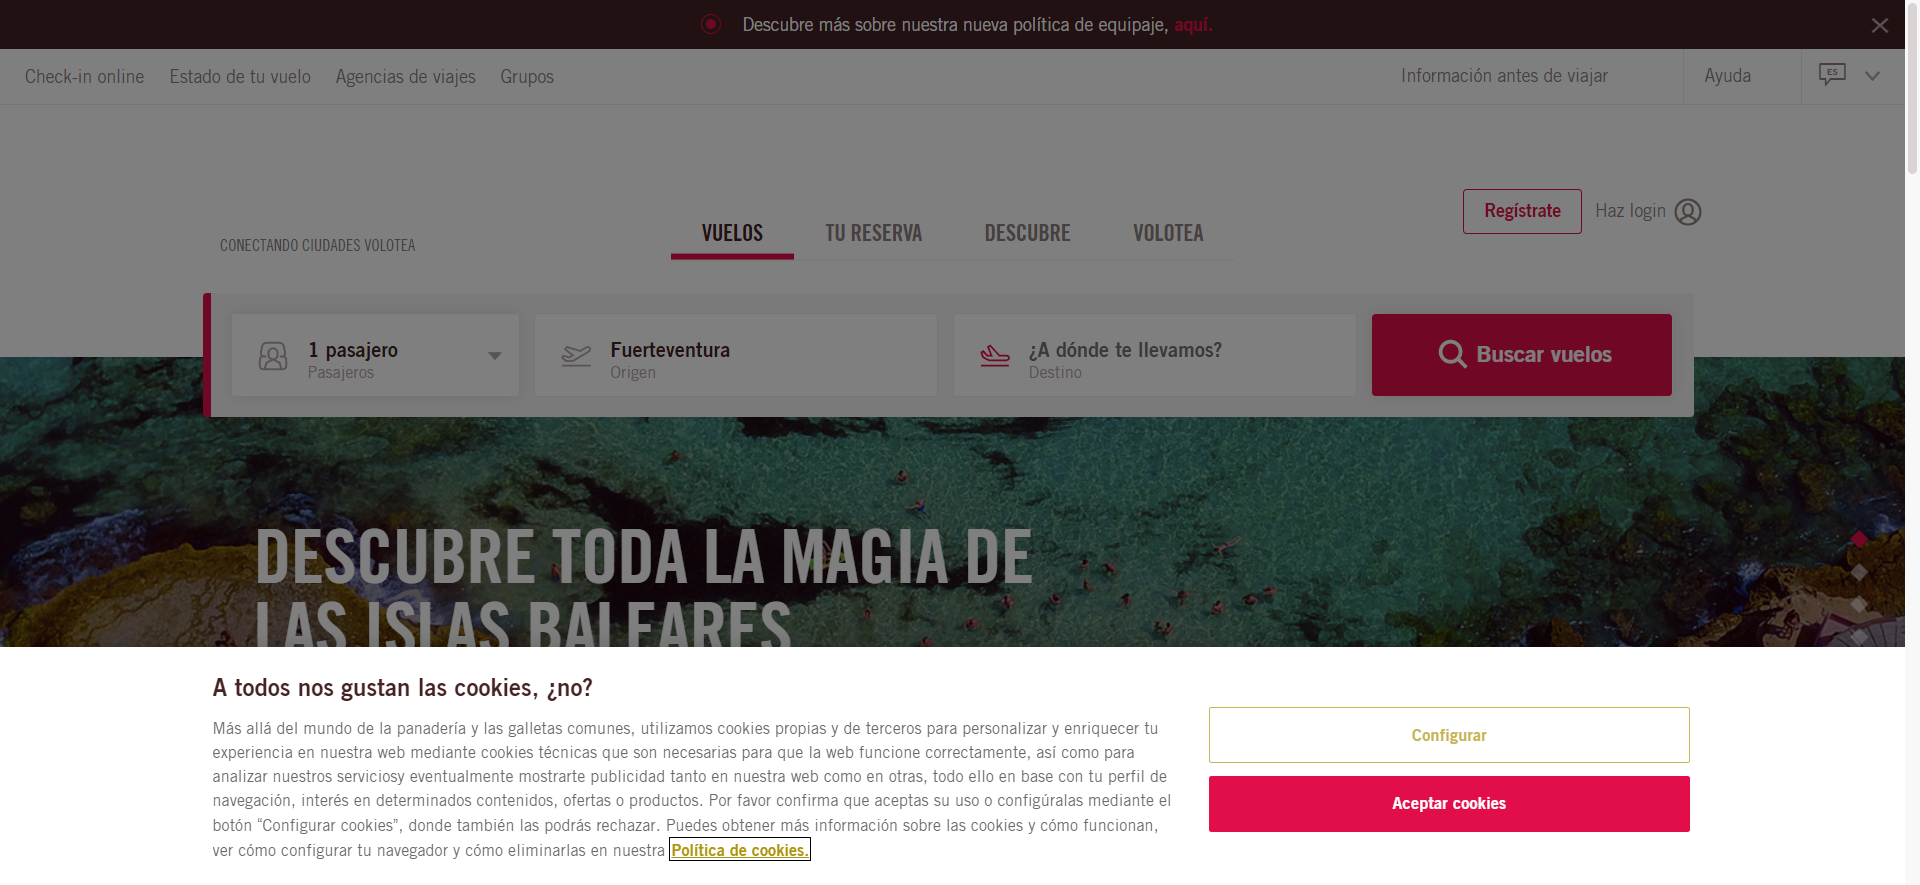 Descubre más sobre nuestra nueva política de equipaje, aquí.
Check-in online Estado de tu vuelo Agencias de viajes Grupos
Información antes de viajar Ayuda ES
Regístrate Haz login
CONECTANDO CIUDADES VOLOTEA
VUELOS TU RESERVA DESCUBRE VOLOTEA
1 pasajero
Pasajeros
Fuerteventura
Origen
¿A dónde te llevamos?
Destino
Buscar vuelos
DESCUBRE TODA LA MAGIA DE
LAS ISLAS BALEARES
A todos nos gustan las cookies, ¿no?
Más allá del mundo de la panadería y las galletas comunes, utilizamos cookies propias y de terceros para personalizar y enriquecer tu
experiencia en nuestra web mediante cookies técnicas que son necesarias para que la web funcione correctamente, así como para
analizar nuestros serviciosy eventualmente mostrarte publicidad tanto en nuestra web como en otras, todo ello en base con tu perfil de
navegación, interés en determinados contenidos, ofertas o productos. Por favor confirma que aceptas su uso o configúralas mediante el
botón “Configurar cookies”, donde también las podrás rechazar. Puedes obtener más información sobre las cookies y cómo funcionan,
ver cómo configurar tu navegador y cómo eliminarlas en nuestra Política de cookies.
Configurar
Aceptar cookies